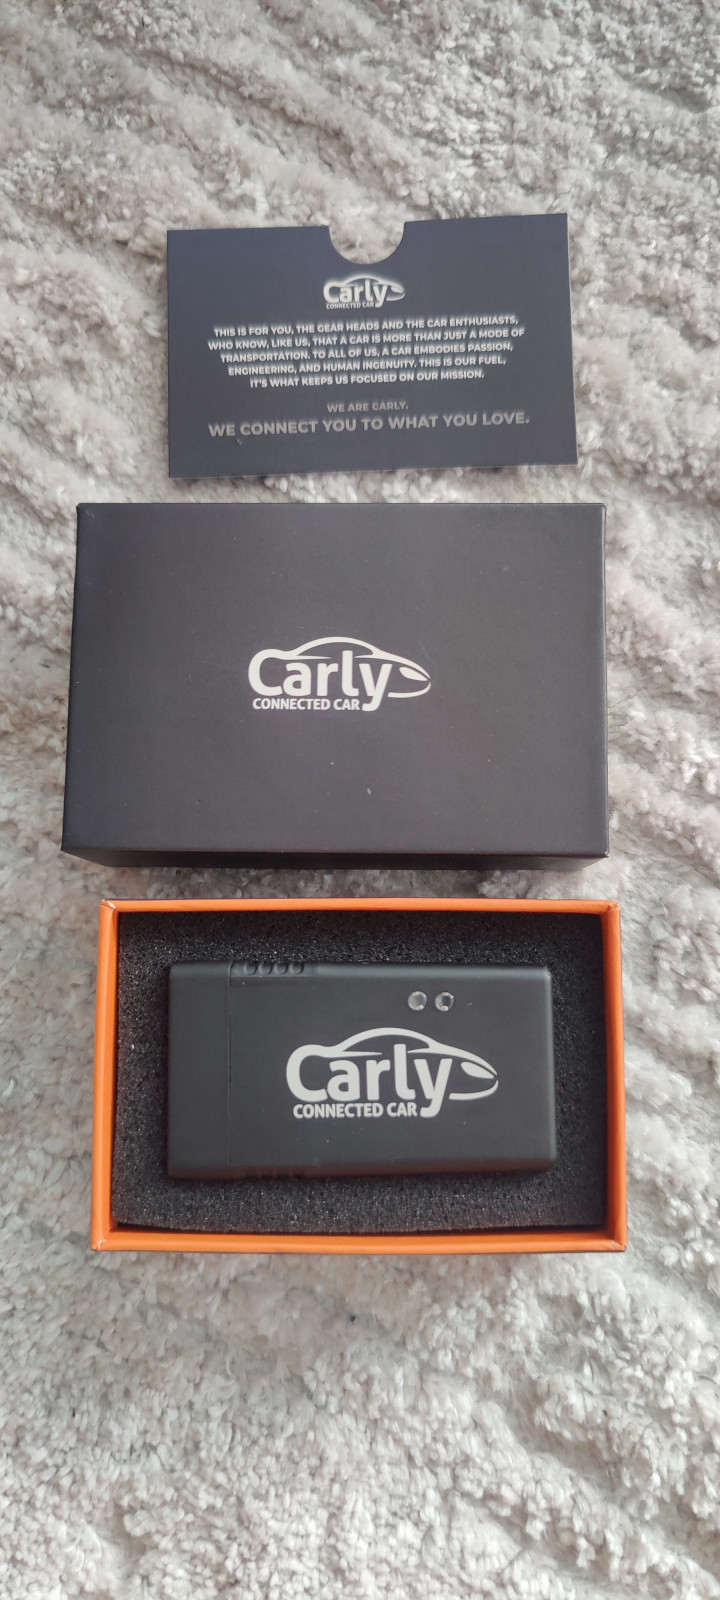 Carly
CONNECTED CAR
THIS IS FOR YOU, THE GEAR HEADS AND THE CAR ENTHUSIASTS,
WHO KNOW, LIKE US, THAT A CAR IS MORE THAN JUST A MODE OF
TRANSPORTATION. TO ALL OF US, A CAR EMBODIES PASSION,
ENGINEERING, AND HUMAN INGENUITY. THIS IS OUR FUEL,
IT'S WHAT KEEPS US FOCUSED ON OUR MISSION.
WE ARE CARLY.
WE CONNECT YOU TO WHAT YOU LOVE.
Carly
CONNECTED CAR
Carly
CONNECTED CAR